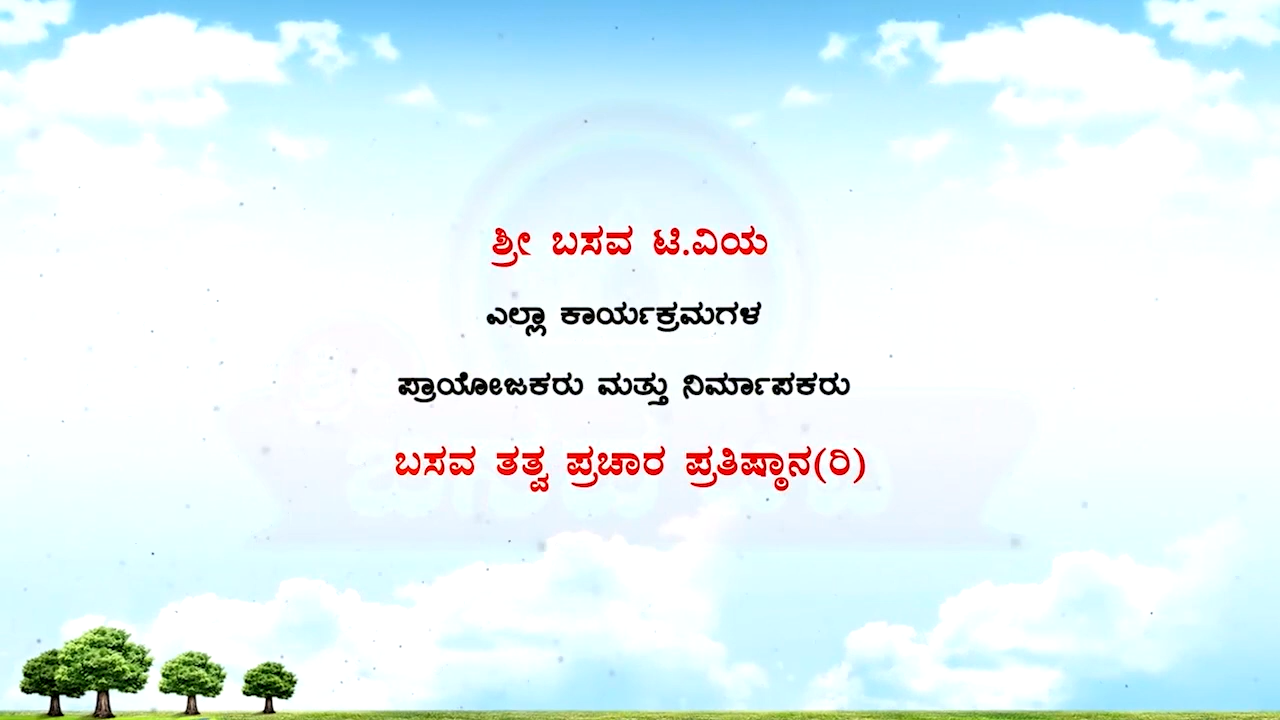 ಶ್ರೀ ಬಸವ ಟಿ.ವಿಯ
ಎಲ್ಲಾ ಕಾರ್ಯಕ್ರಮಗಳ
ಪ್ರಾಯೋಜಕರು ಮತ್ತು ನಿರ್ಮಾಪಕರು
ಬಸವ ತತ್ವ ಪ್ರಚಾರ ಪ್ರತಿಷ್ಠಾನ(ರಿ)